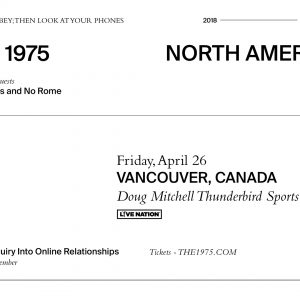 BEY; THEN LOOK AT YOUR PHONES 2018
1975 NORTH AMER
uests
s and No Rome
Friday, April 26
VANCOUVER, CANADA
Doug Mitchell Thunderbird Sports
LIVE NATION
uiry Into Online Relationships Tickets - THE1975.COM
ember